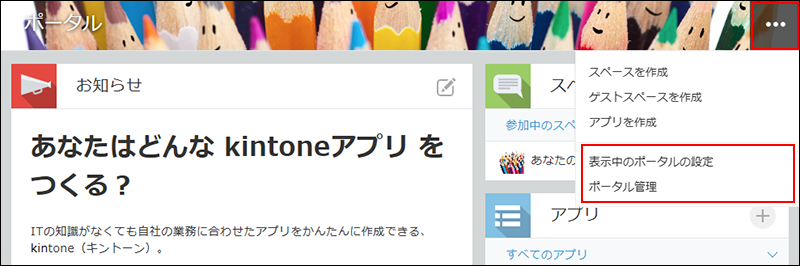 ポータル
お知らせ
あなたはどんな kintoneアプリ を
つくる？
ITの知識がなくても自社の業務に合わせたアプリをかんたんに作成できる、
kintone（キントーン）。
ス
参加中のスペ
あなたの
アプリ
すべてのアプリ
スペースを作成
ゲストスペースを作成
アプリを作成
表示中のポータルの設定
ポータル管理